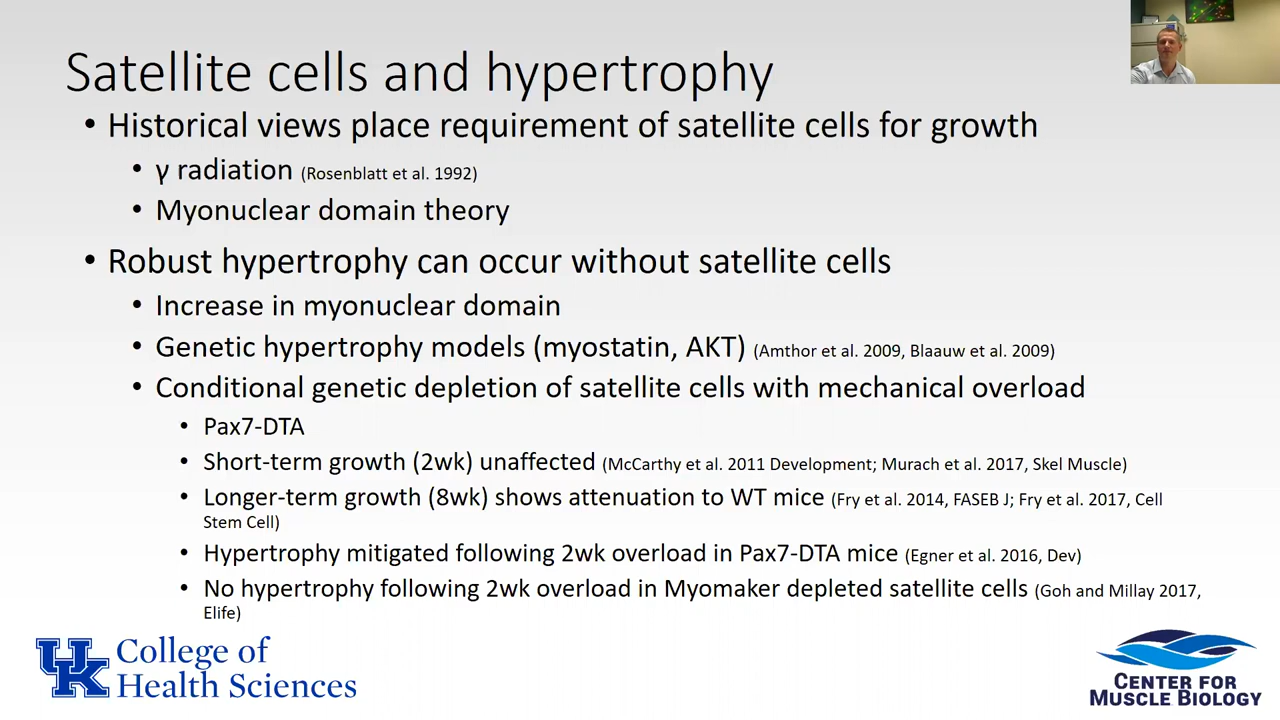 Satellite cells and hypertrophy
• Historical views place requirement of satellite cells for growth
• γ radiation (Rosenblatt et al. 1992)
• Myonuclear domain theory
• Robust hypertrophy can occur without satellite cells
• Increase in myonuclear domain
• Genetic hypertrophy models (myostatin, AKT) (Amthor et al. 2009, Blaauw et al. 2009)
• Conditional genetic depletion of satellite cells with mechanical overload
• Pax7-DTA
• Short-term growth (2wk) unaffected (McCarthy et al. 2011 Development; Murach et al. 2017, Skel Muscle)
• Longer-term growth (8wk) shows attenuation to WT mice (Fry et al. 2014, FASEB J; Fry et al. 2017, Cell
Stem Cell)
• Hypertrophy mitigated following 2wk overload in Pax7-DTA mice (Egner et al. 2016, Dev)
• No hypertrophy following 2wk overload in Myomaker depleted satellite cells (Goh and Millay 2017,
Elife)
UK College of
Health Sciences
CENTER FOR
MUSCLE BIOLOGY